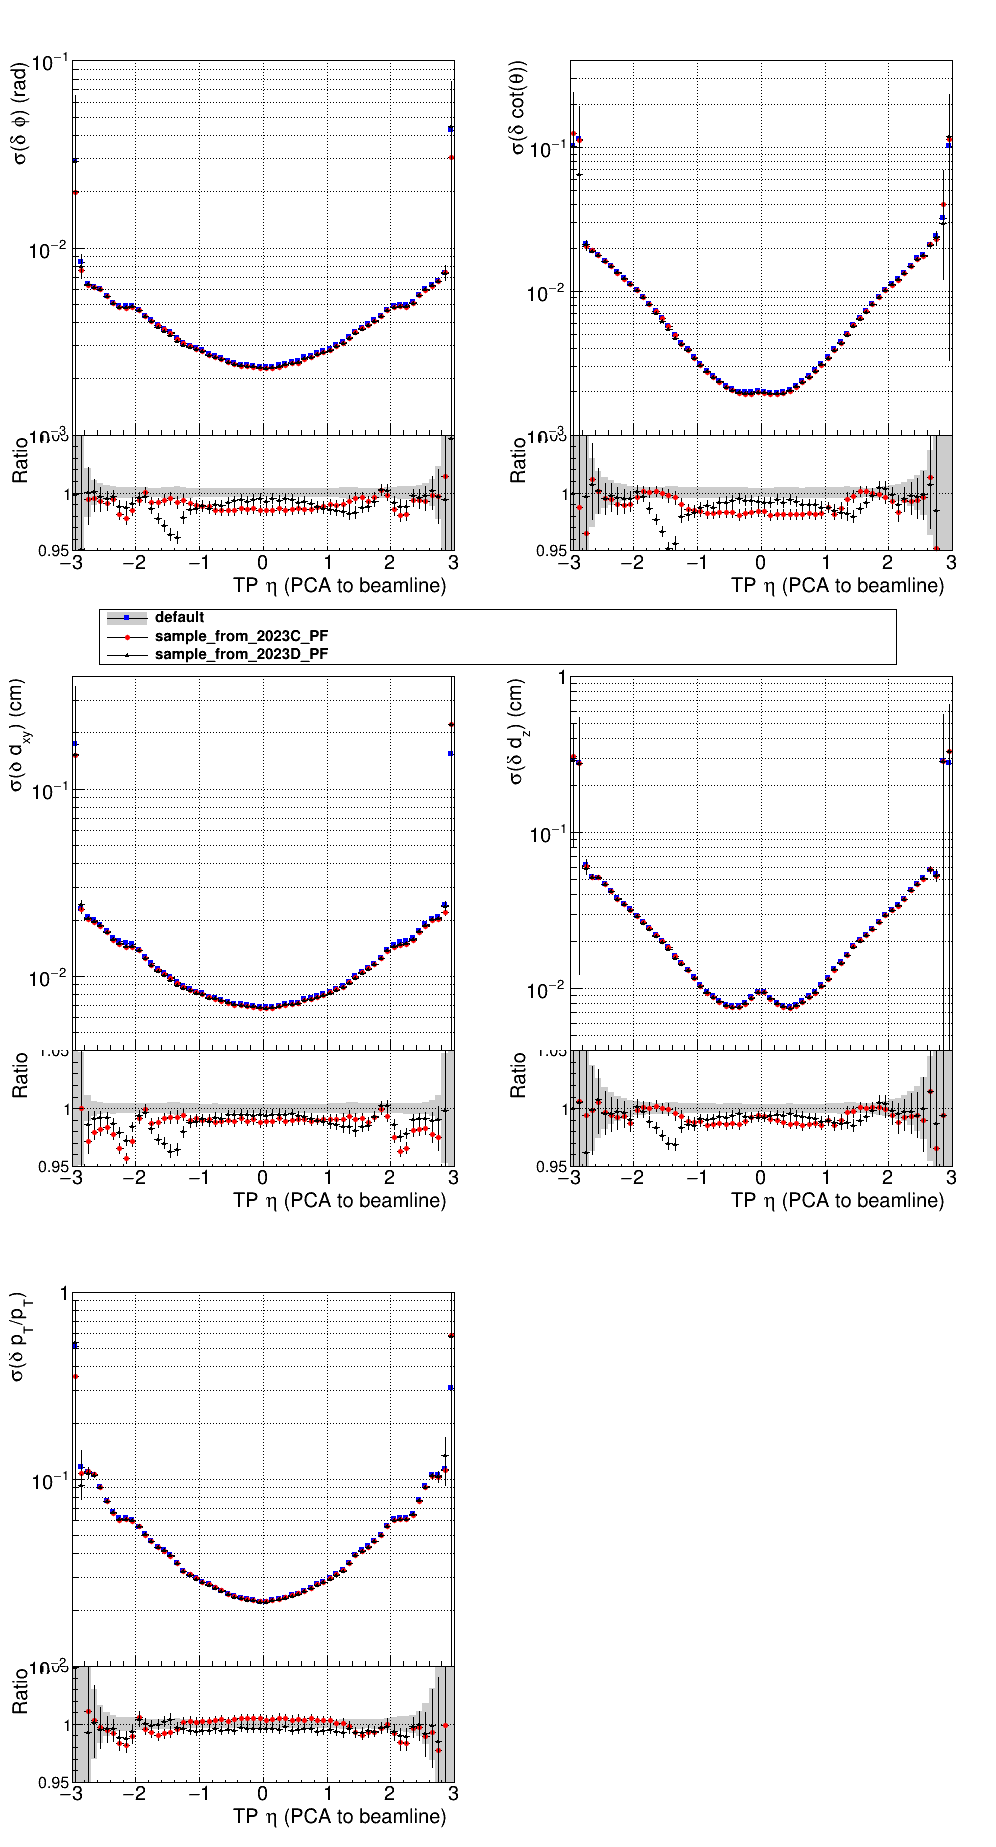 σ(δ φ) (rad)
10⁻¹
10⁻²
10⁻³
Ratio
1
0.95
−3 −2 −1 0 1 2 3
TP η (PCA to beamline)
σ(δ cot(θ))
10⁻¹
10⁻²
10⁻³
Ratio
1
0.95
−3 −2 −1 0 1 2 3
TP η (PCA to beamline)
default
sample_from_2023C_PF
sample_from_2023D_PF
σ(δ d_xy) (cm)
10⁻¹
10⁻²
Ratio
1.05
1
0.95
−3 −2 −1 0 1 2 3
TP η (PCA to beamline)
σ(δ d_z) (cm)
1
10⁻¹
10⁻²
Ratio
1.05
1
0.95
−3 −2 −1 0 1 2 3
TP η (PCA to beamline)
σ(δ p_T/p_T)
1
10⁻¹
10⁻²
Ratio
1
0.95
−3 −2 −1 0 1 2 3
TP η (PCA to beamline)